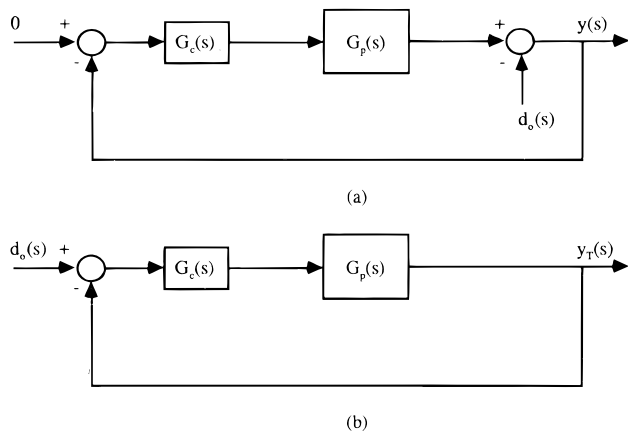 0 + G_c(s) G_p(s) + y(s)
- -
d_o(s)
(a)
d_o(s) + G_c(s) G_p(s) y_T(s)
-
(b)